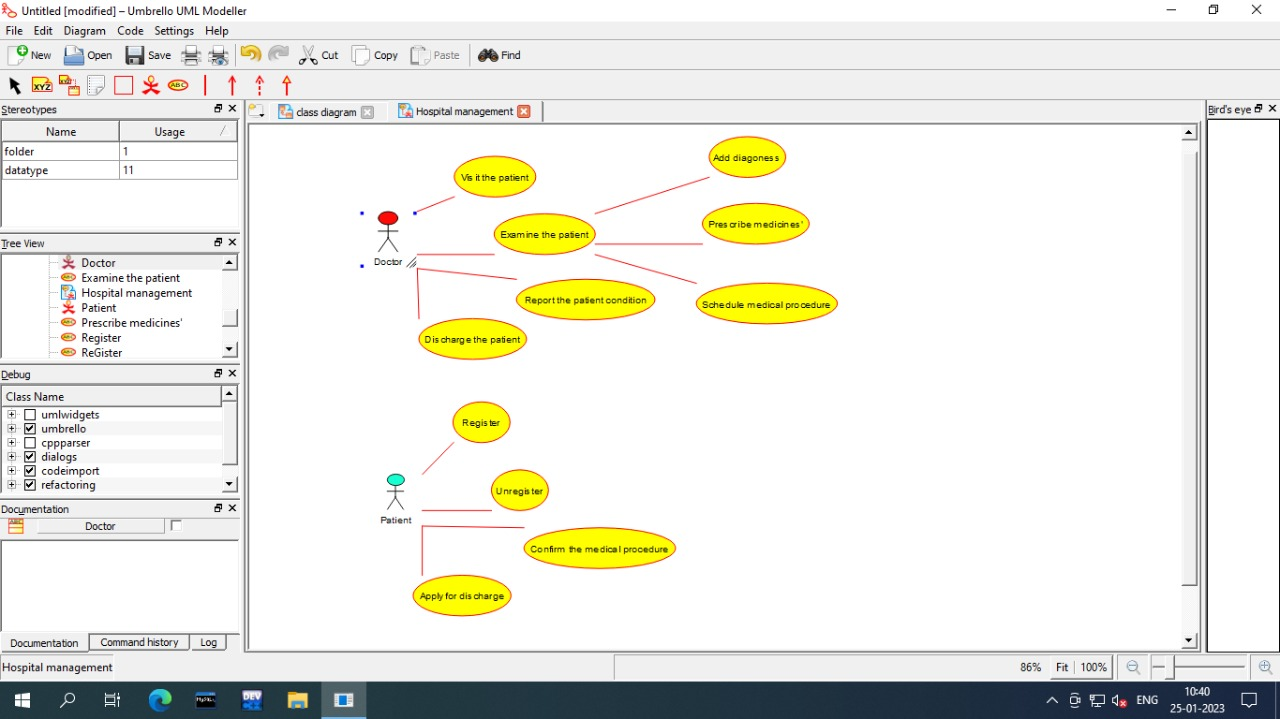 Untitled [modified] – Umbrello UML Modeller
File Edit Diagram Code Settings Help
New Open Save Cut Copy Paste Find
XYZ ABC
Stereotypes
Name Usage
folder 1
datatype 11
Tree View
Doctor
Examine the patient
Hospital management
Patient
Prescribe medicines'
Register
ReGister
Debug
Class Name
umlwidgets
umbrello
cppparser
dialogs
codeimport
refactoring
Documentation
Doctor
Documentation Command history Log
class diagram Hospital management
Bird's eye
Add diagoness
Visit the patient
Prescribe medicines'
Examine the patient
Doctor
Report the patient condition
Schedule medical procedure
Discharge the patient
Register
Unregister
Patient
Confirm the medical procedure
Apply for discharge
Hospital management 86% Fit 100%
DEV
ENG
10:40
25-01-2023